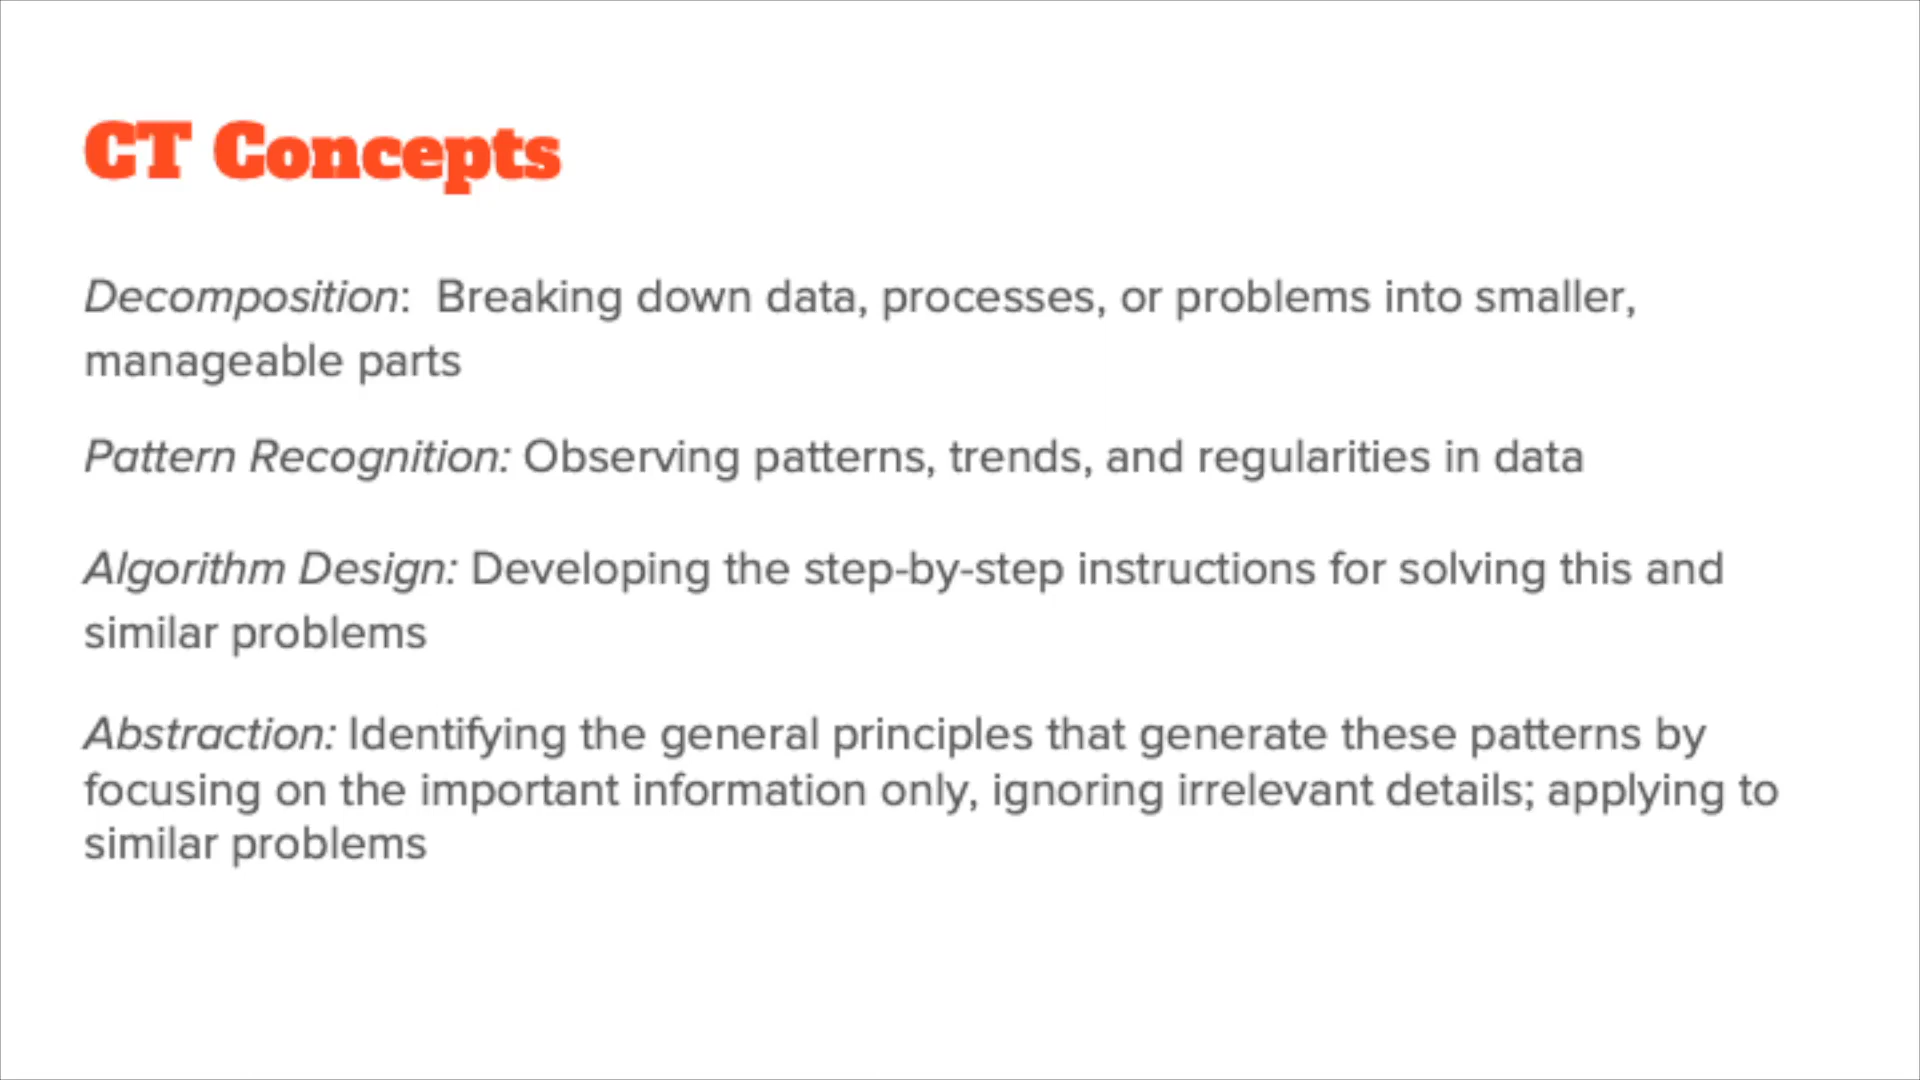 CT Concepts
Decomposition:  Breaking down data, processes, or problems into smaller,
manageable parts
Pattern Recognition: Observing patterns, trends, and regularities in data
Algorithm Design: Developing the step-by-step instructions for solving this and
similar problems
Abstraction: Identifying the general principles that generate these patterns by
focusing on the important information only, ignoring irrelevant details; applying to
similar problems